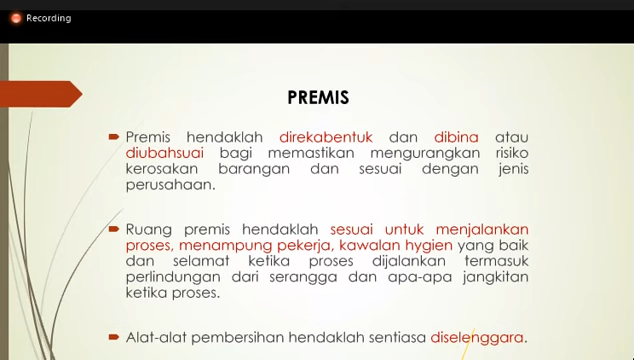 Recording
PREMIS
Premis hendaklah direkabentuk dan dibina atau
diubahsuai bagi memastikan mengurangkan risiko
kerosakan barangan dan sesuai dengan jenis
perusahaan.
Ruang premis hendaklah sesuai untuk menjalankan
proses, menampung pekerja, kawalan hygien yang baik
dan selamat ketika proses dijalankan termasuk
perlindungan dari serangga dan apa-apa jangkitan
ketika proses.
Alat-alat pembersihan hendaklah sentiasa diselenggara.